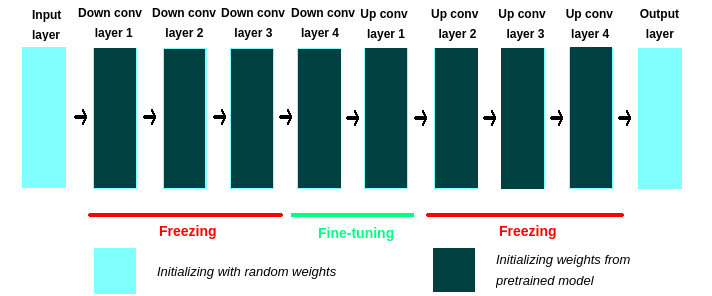 Input layer
Down conv layer 1
Down conv layer 2
Down conv layer 3
Down conv layer 4
Up conv layer 1
Up conv layer 2
Up conv layer 3
Up conv layer 4
Output layer
Freezing
Fine-tuning
Freezing
Initializing with random weights
Initializing weights from
pretrained model